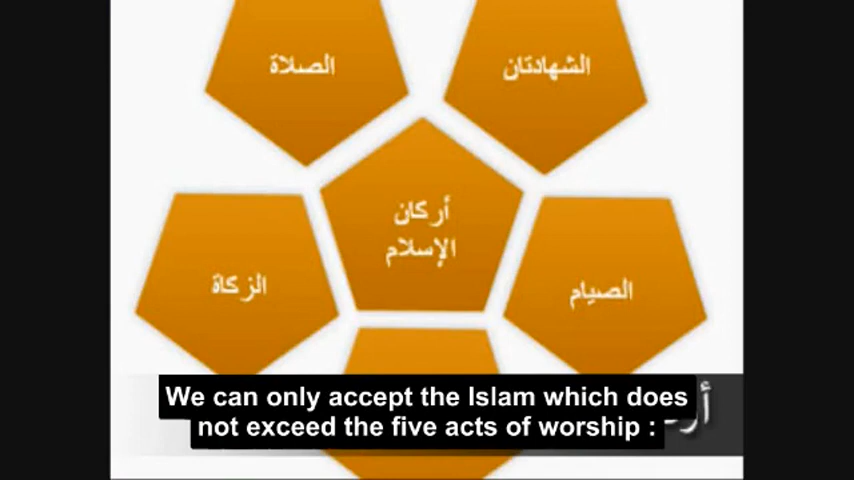 الشهادتان
الصلاة
أركان
الإسلام
الصيام
الزكاة
We can only accept the Islam which does
not exceed the five acts of worship :